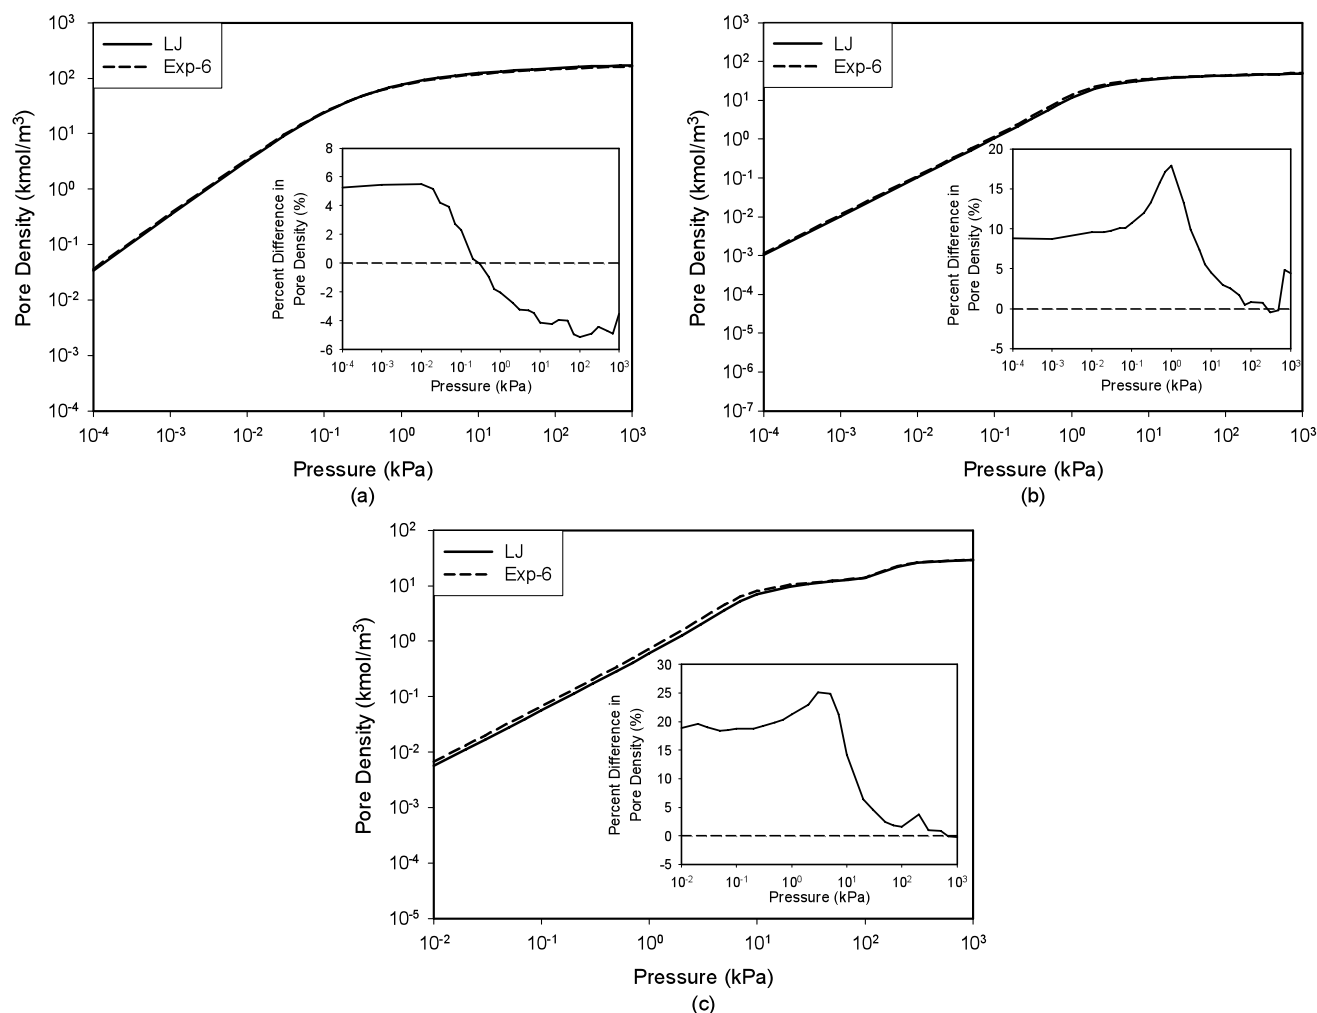 10³
10²
10¹
10⁰
10⁻¹
10⁻²
10⁻³
10⁻⁴
Pore Density (kmol/m³)
LJ
Exp-6
8
6
4
2
0
-2
-4
-6
Percent Difference in
Pore Density (%)
10⁻⁴ 10⁻³ 10⁻² 10⁻¹ 10⁰ 10¹ 10² 10³
Pressure (kPa)
10⁻⁴ 10⁻³ 10⁻² 10⁻¹ 10⁰ 10¹ 10² 10³
Pressure (kPa)
(a)
10³
10²
10¹
10⁰
10⁻¹
10⁻²
10⁻³
10⁻⁴
10⁻⁵
10⁻⁶
10⁻⁷
Pore Density (kmol/m³)
LJ
Exp-6
20
15
10
5
0
-5
Percent Difference in
Pore Density (%)
10⁻⁴ 10⁻³ 10⁻² 10⁻¹ 10⁰ 10¹ 10² 10³
Pressure (kPa)
10⁻⁴ 10⁻³ 10⁻² 10⁻¹ 10⁰ 10¹ 10² 10³
Pressure (kPa)
(b)
10²
10¹
10⁰
10⁻¹
10⁻²
10⁻³
10⁻⁴
10⁻⁵
Pore Density (kmol/m³)
LJ
Exp-6
30
25
20
15
10
5
0
-5
Percent Difference in
Pore Density (%)
10⁻² 10⁻¹ 10⁰ 10¹ 10² 10³
Pressure (kPa)
10⁻² 10⁻¹ 10⁰ 10¹ 10² 10³
Pressure (kPa)
(c)